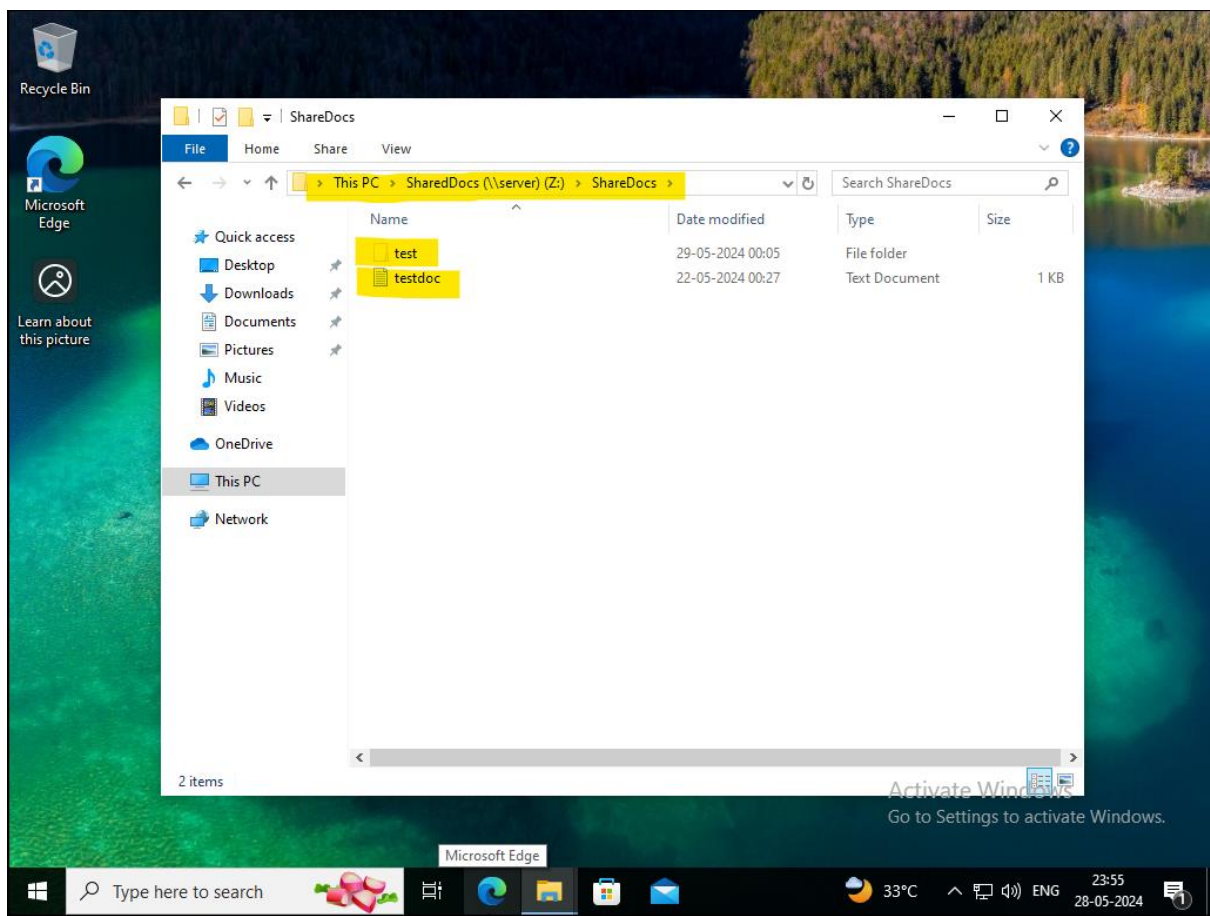 Recycle Bin
Microsoft
Edge
Learn about
this picture
ShareDocs
File Home Share View
This PC > SharedDocs (\\server) (Z:) > ShareDocs >
Search ShareDocs
Name Date modified Type Size
test 29-05-2024 00:05 File folder
testdoc 22-05-2024 00:27 Text Document 1 KB
Quick access
Desktop
Downloads
Documents
Pictures
Music
Videos
OneDrive
This PC
Network
2 items
Activate Windows
Go to Settings to activate Windows.
Microsoft Edge
Type here to search
33°C
ENG
23:55
28-05-2024
1